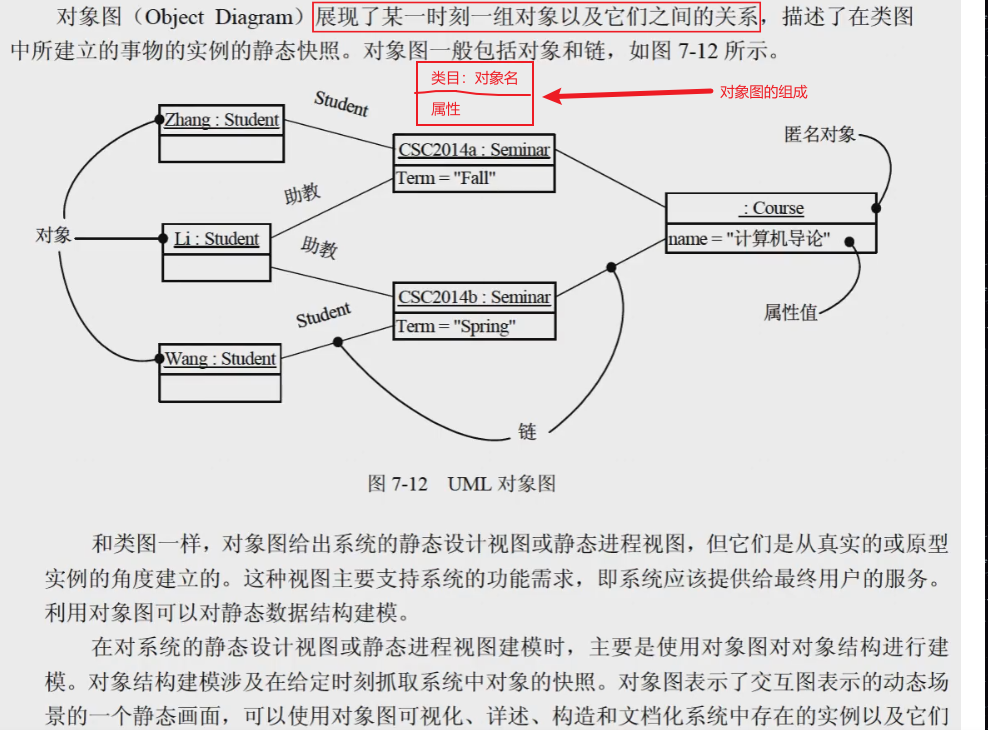 对象图（Object Diagram）展现了某一时刻一组对象以及它们之间的关系，描述了在类图
中所建立的事物的实例的静态快照。对象图一般包括对象和链，如图 7-12 所示。
类目：对象名
属性
对象图的组成
Student
Zhang : Student
匿名对象
CSC2014a : Seminar
Term = "Fall"
助教
: Course
对象
Li : Student
助教
name = "计算机导论"
CSC2014b : Seminar
Term = "Spring"
Student
属性值
Wang : Student
链
图 7-12 UML 对象图
和类图一样，对象图给出系统的静态设计视图或静态进程视图，但它们是从真实的或原型
实例的角度建立的。这种视图主要支持系统的功能需求，即系统应该提供给最终用户的服务。
利用对象图可以对静态数据结构建模。
在对系统的静态设计视图或静态进程视图建模时，主要是使用对象图对对象结构进行建
模。对象结构建模涉及在给定时刻抓取系统中对象的快照。对象图表示了交互图表示的动态场
景的一个静态画面，可以使用对象图可视化、详述、构造和文档化系统中存在的实例以及它们